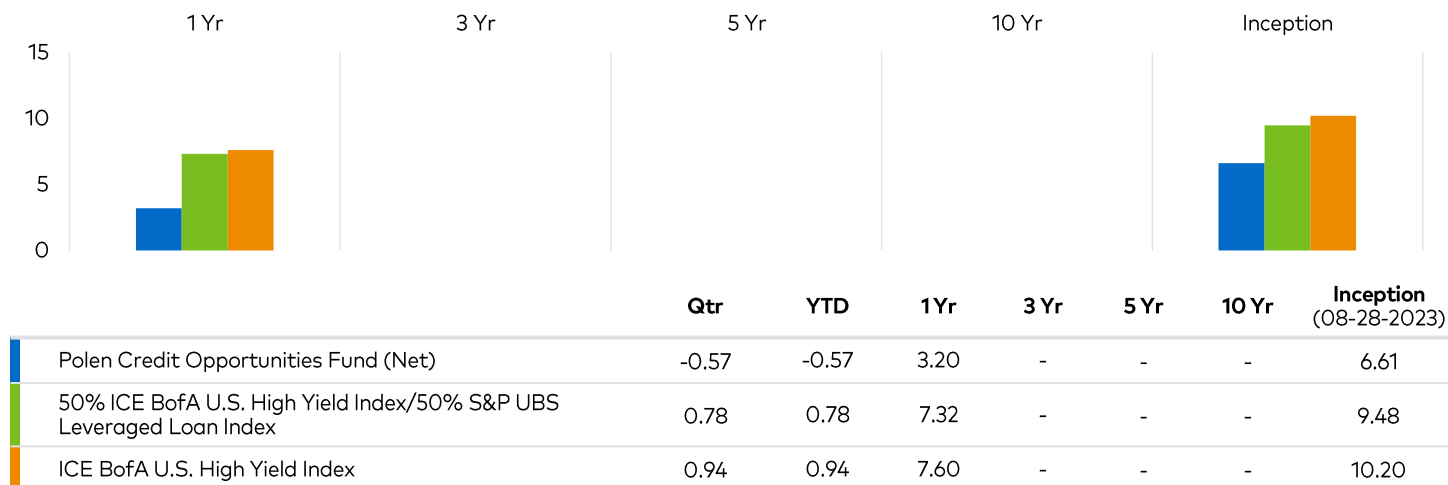 1 Yr 3 Yr 5 Yr 10 Yr Inception
15
10
5
0
Qtr YTD 1 Yr 3 Yr 5 Yr 10 Yr Inception
(08-28-2023)
Polen Credit Opportunities Fund (Net) -0.57 -0.57 3.20 - - - 6.61
50% ICE BofA U.S. High Yield Index/50% S&P UBS
Leveraged Loan Index 0.78 0.78 7.32 - - - 9.48
ICE BofA U.S. High Yield Index 0.94 0.94 7.60 - - - 10.20